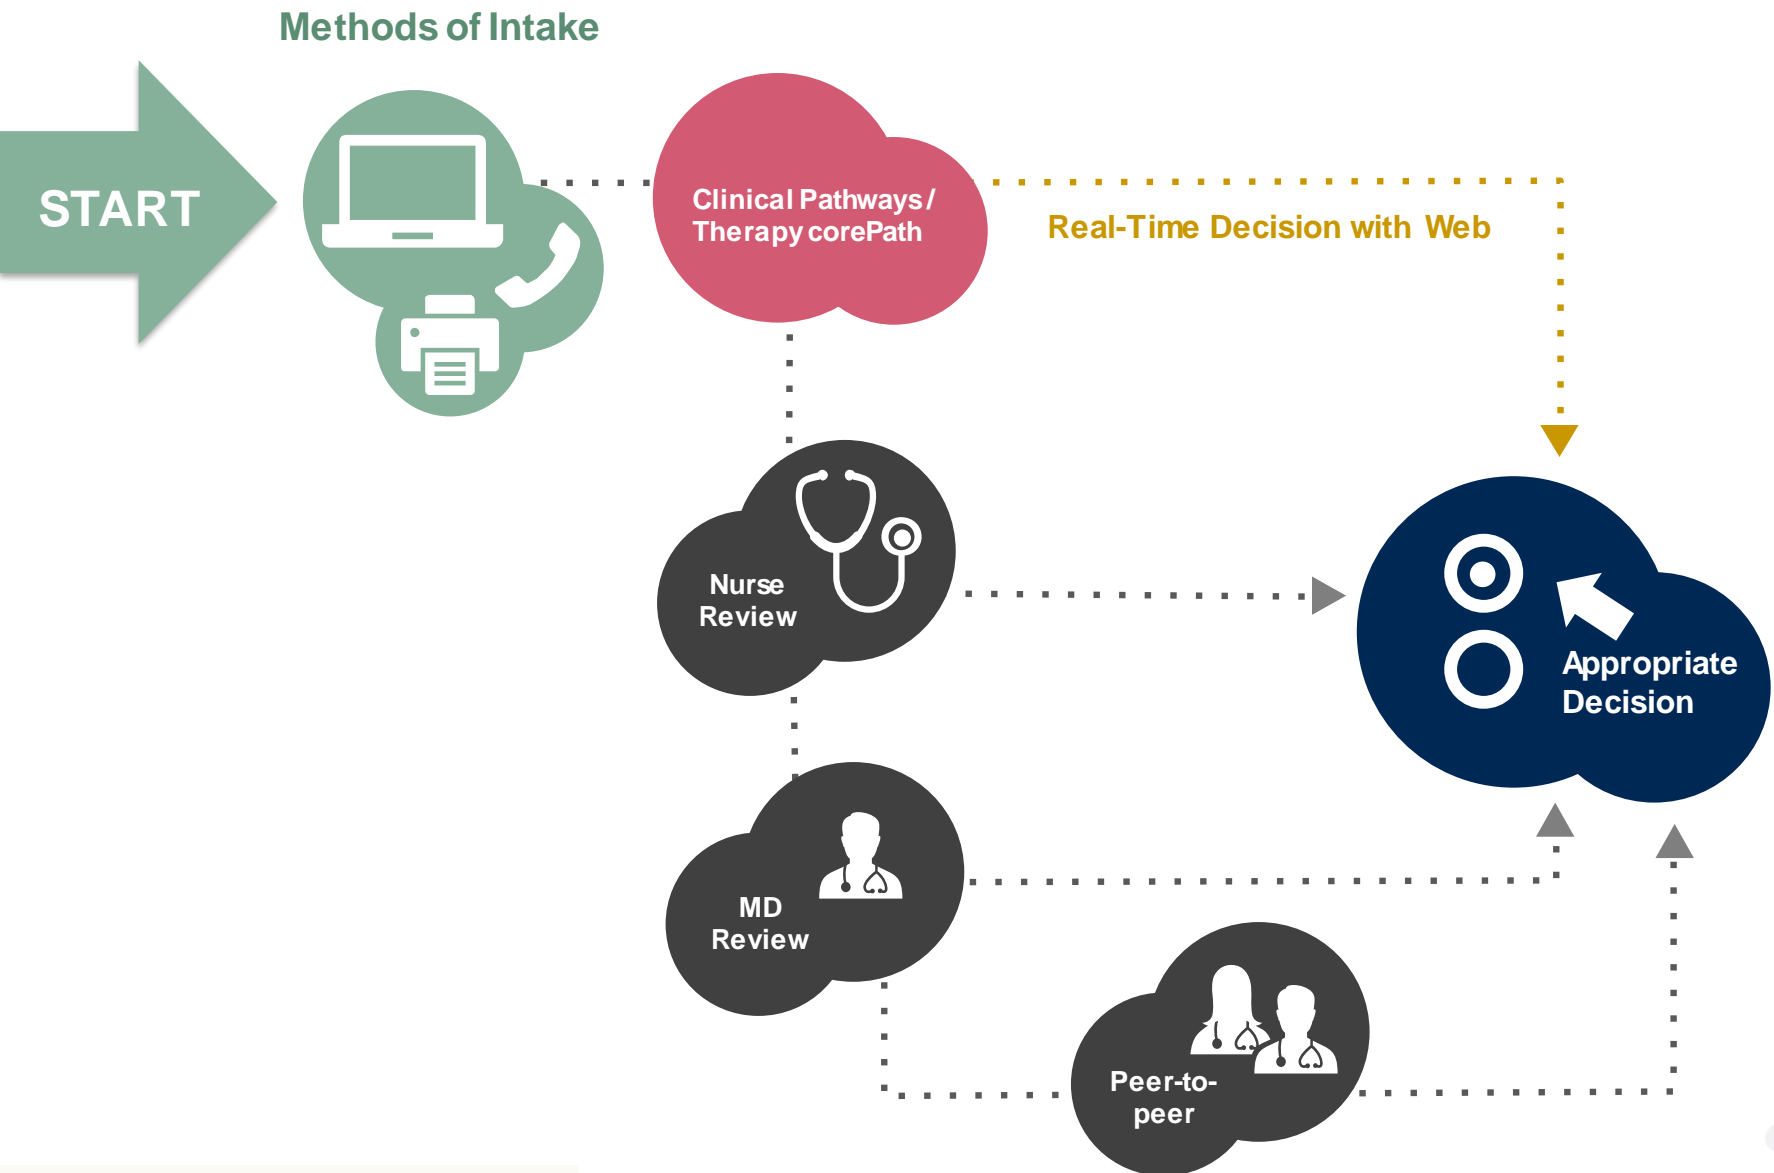 Methods of Intake
START
Clinical Pathways /
Therapy corePath
Real-Time Decision with Web
Nurse
Review
Appropriate
Decision
MD
Review
Peer-to-
peer